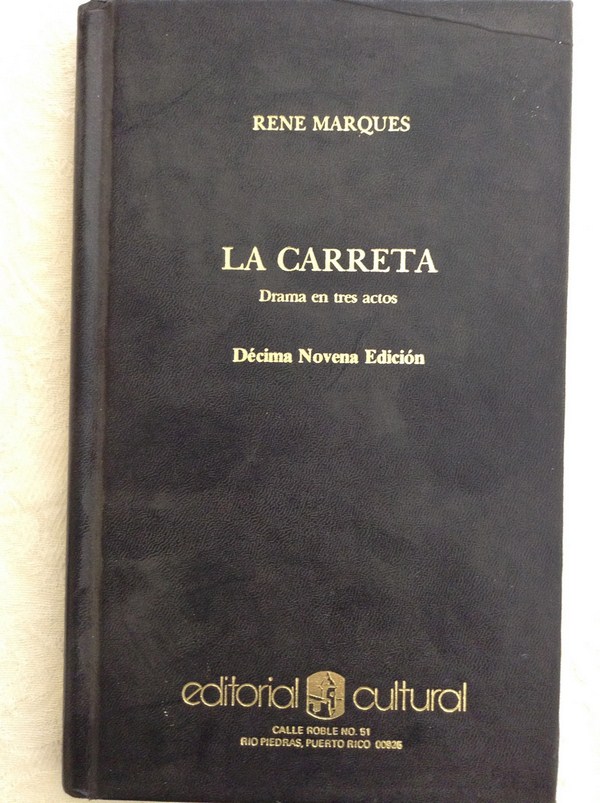 RENE MARQUES
LA CARRETA
Drama en tres actos
Décima Novena Edición
editorial cultural
CALLE ROBLE NO. 51
RIO PIEDRAS, PUERTO RICO 00925